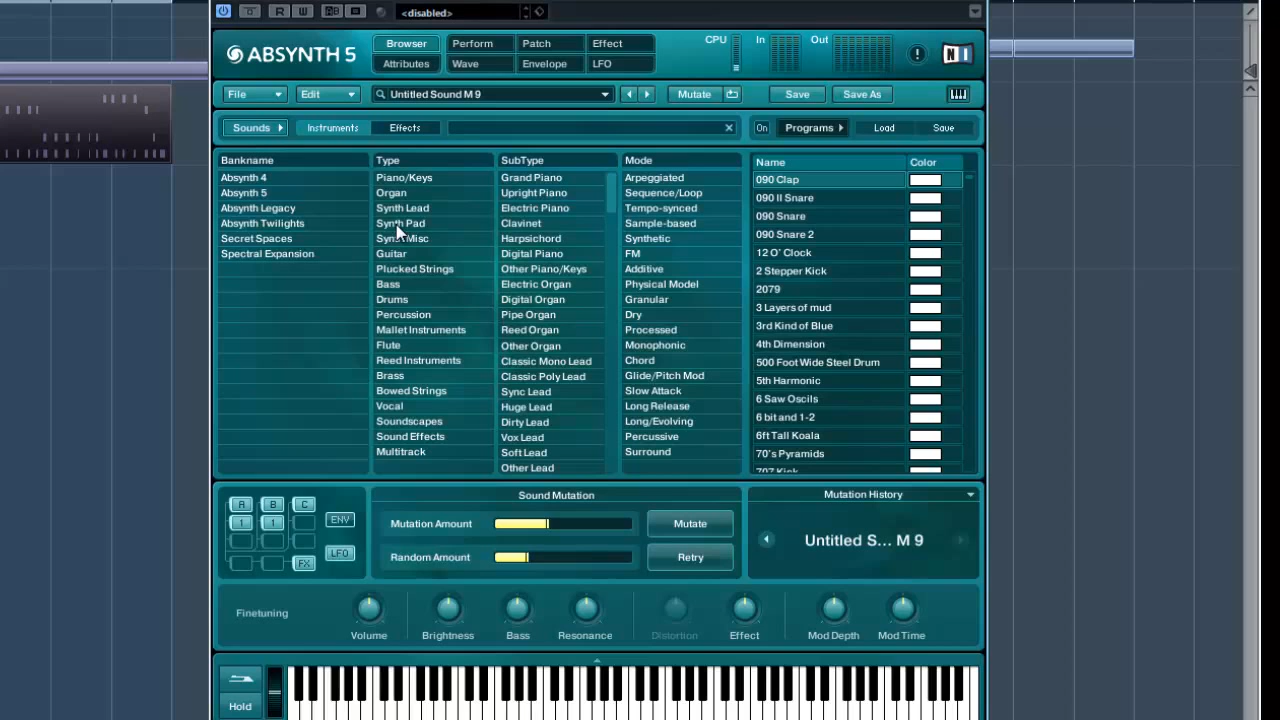 R W <disabled>
ABSYNTH 5
Browser Perform Patch Effect
Attributes Wave Envelope LFO
CPU In Out
! NI
File Edit Untitled Sound M 9 Mutate Save Save As
Sounds Instruments Effects On Programs Load Save
Bankname
Absynth 4
Absynth 5
Absynth Legacy
Absynth Twilights
Secret Spaces
Spectral Expansion
Type
Piano/Keys
Organ
Synth Lead
Synth Pad
Synth Misc
Guitar
Plucked Strings
Bass
Drums
Percussion
Mallet Instruments
Flute
Reed Instruments
Brass
Bowed Strings
Vocal
Soundscapes
Sound Effects
Multitrack
SubType
Grand Piano
Upright Piano
Electric Piano
Clavinet
Harpsichord
Digital Piano
Other Piano/Keys
Electric Organ
Digital Organ
Pipe Organ
Reed Organ
Other Organ
Classic Mono Lead
Classic Poly Lead
Sync Lead
Huge Lead
Dirty Lead
Vox Lead
Soft Lead
Other Lead
Mode
Arpeggiated
Sequence/Loop
Tempo-synced
Sample-based
Synthetic
FM
Additive
Physical Model
Granular
Dry
Processed
Monophonic
Chord
Glide/Pitch Mod
Slow Attack
Long Release
Long/Evolving
Percussive
Surround
Name Color
090 Clap
090 II Snare
090 Snare
090 Snare 2
12 O' Clock
2 Stepper Kick
2079
3 Layers of mud
3rd Kind of Blue
4th Dimension
500 Foot Wide Steel Drum
5th Harmonic
6 Saw Oscils
6 bit and 1-2
6ft Tall Koala
70's Pyramids
707 Kick
A B C
1 1
ENV
LFO
FX
Sound Mutation
Mutation Amount Mutate
Random Amount Retry
Mutation History
Untitled S... M 9
Finetuning
Volume Brightness Bass Resonance Distortion Effect Mod Depth Mod Time
Hold